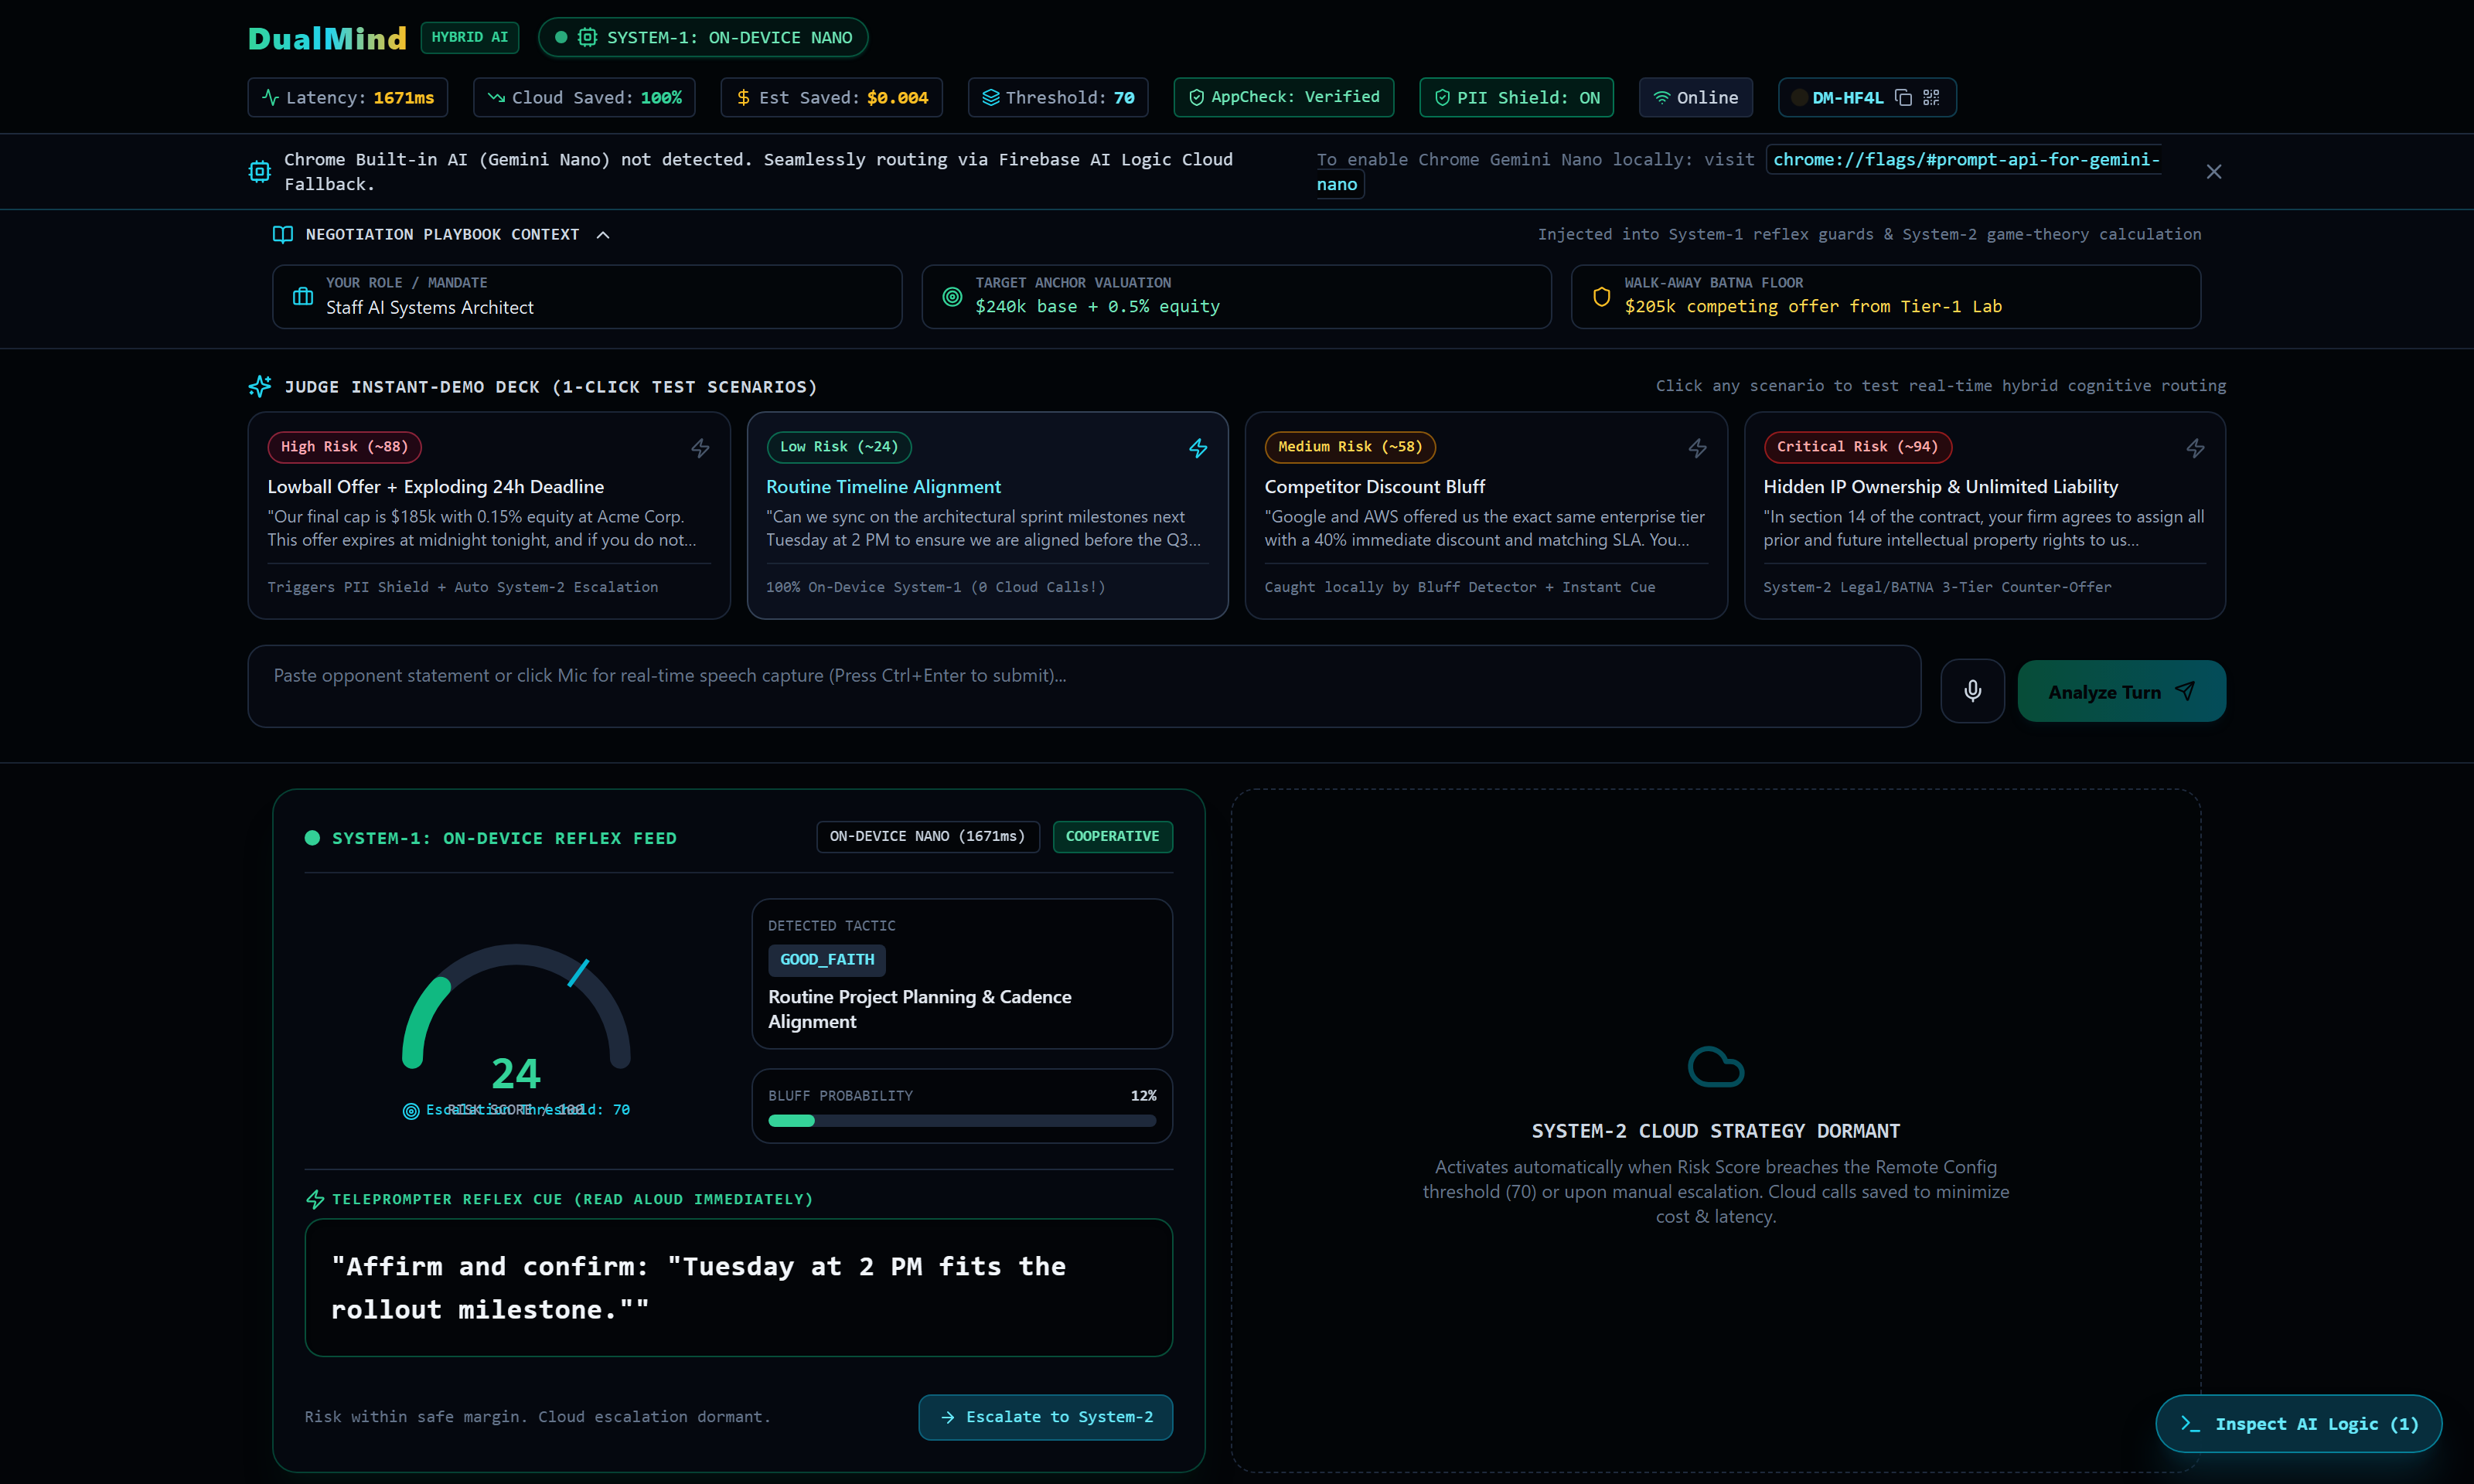 DualMind
HYBRID AI
SYSTEM-1: ON-DEVICE NANO
Latency: 1671ms
Cloud Saved: 100%
Est Saved: $0.004
Threshold: 70
AppCheck: Verified
PII Shield: ON
Online
DM-HF4L
Chrome Built-in AI (Gemini Nano) not detected. Seamlessly routing via Firebase AI Logic Cloud
Fallback.
To enable Chrome Gemini Nano locally: visit chrome://flags/#prompt-api-for-gemini-
nano
NEGOTIATION PLAYBOOK CONTEXT
Injected into System-1 reflex guards & System-2 game-theory calculation
YOUR ROLE / MANDATE
Staff AI Systems Architect
TARGET ANCHOR VALUATION
$240k base + 0.5% equity
WALK-AWAY BATNA FLOOR
$205k competing offer from Tier-1 Lab
JUDGE INSTANT-DEMO DECK (1-CLICK TEST SCENARIOS)
Click any scenario to test real-time hybrid cognitive routing
High Risk (~88)
Lowball Offer + Exploding 24h Deadline
"Our final cap is $185k with 0.15% equity at Acme Corp.
This offer expires at midnight tonight, and if you do not...
Triggers PII Shield + Auto System-2 Escalation
Low Risk (~24)
Routine Timeline Alignment
"Can we sync on the architectural sprint milestones next
Tuesday at 2 PM to ensure we are aligned before the Q3...
100% On-Device System-1 (0 Cloud Calls!)
Medium Risk (~58)
Competitor Discount Bluff
"Google and AWS offered us the exact same enterprise tier
with a 40% immediate discount and matching SLA. You...
Caught locally by Bluff Detector + Instant Cue
Critical Risk (~94)
Hidden IP Ownership & Unlimited Liability
"In section 14 of the contract, your firm agrees to assign all
prior and future intellectual property rights to us...
System-2 Legal/BATNA 3-Tier Counter-Offer
Paste opponent statement or click Mic for real-time speech capture (Press Ctrl+Enter to submit)...
Analyze Turn
SYSTEM-1: ON-DEVICE REFLEX FEED
ON-DEVICE NANO (1671ms)
COOPERATIVE
24
RISK SCORE / 100
Escalation Threshold: 70
DETECTED TACTIC
GOOD_FAITH
Routine Project Planning & Cadence
Alignment
BLUFF PROBABILITY
12%
TELEPROMPTER REFLEX CUE (READ ALOUD IMMEDIATELY)
"Affirm and confirm: "Tuesday at 2 PM fits the
rollout milestone.""
Risk within safe margin. Cloud escalation dormant.
Escalate to System-2
SYSTEM-2 CLOUD STRATEGY DORMANT
Activates automatically when Risk Score breaches the Remote Config
threshold (70) or upon manual escalation. Cloud calls saved to minimize
cost & latency.
Inspect AI Logic (1)